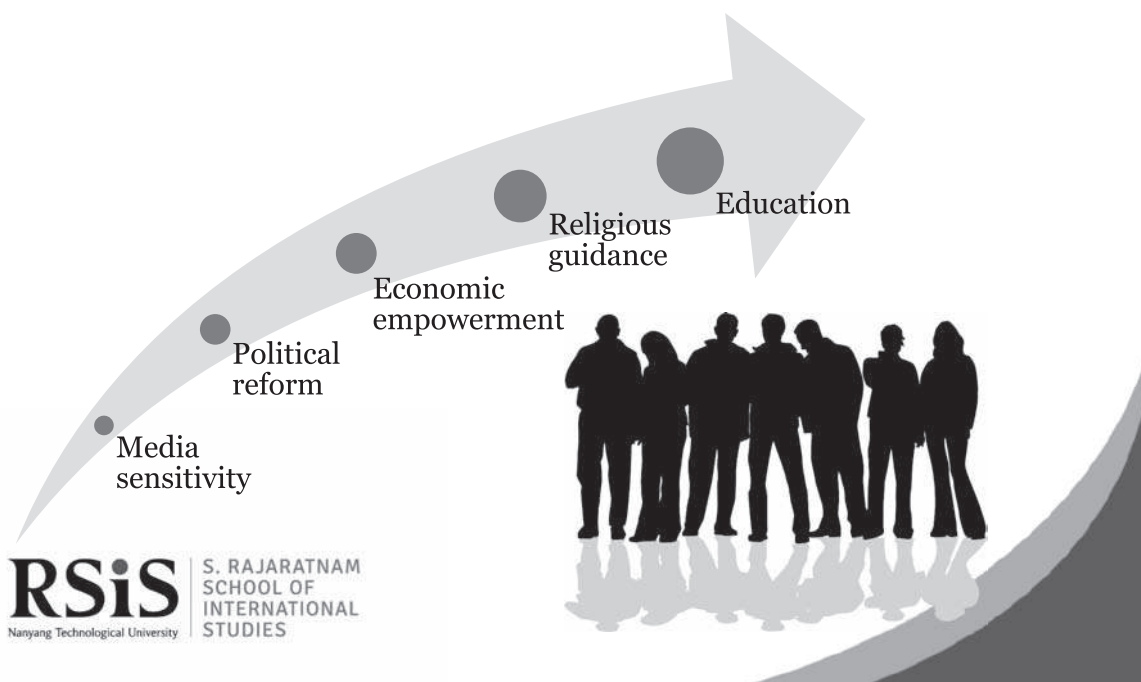 Education
Religious
guidance
Economic
empowerment
Political
reform
Media
sensitivity
RSiS
Nanyang Technological University
S. RAJARATNAM
SCHOOL OF
INTERNATIONAL
STUDIES